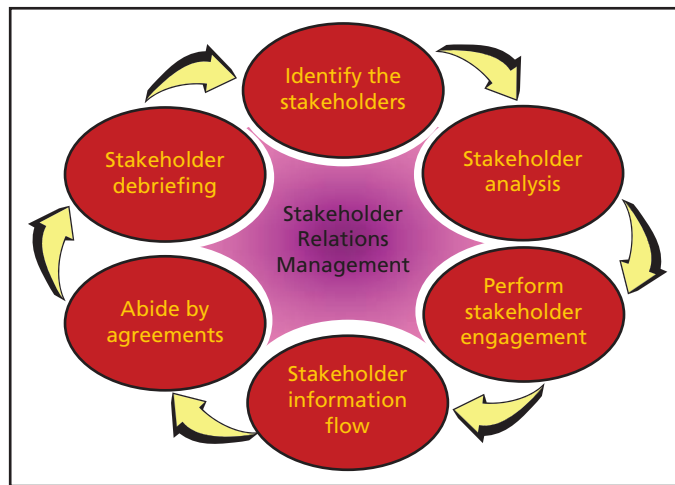 Identify the
stakeholders
Stakeholder
analysis
Perform
stakeholder
engagement
Stakeholder
information
flow
Abide by
agreements
Stakeholder
debriefing
Stakeholder
Relations
Management